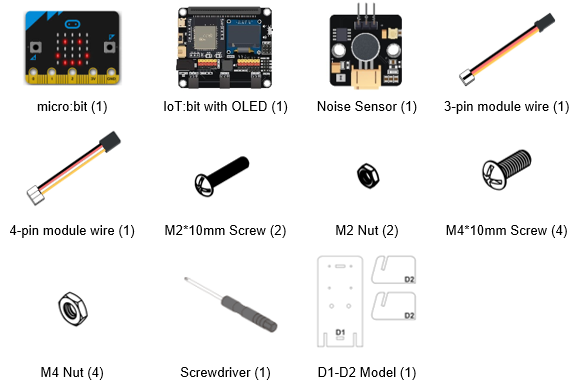 micro:bit (1)
IoT:bit with OLED (1)
Noise Sensor (1)
3-pin module wire (1)
4-pin module wire (1)
M2*10mm Screw (2)
M2 Nut (2)
M4*10mm Screw (4)
D2
D2
D1
M4 Nut (4)
Screwdriver (1)
D1-D2 Model (1)